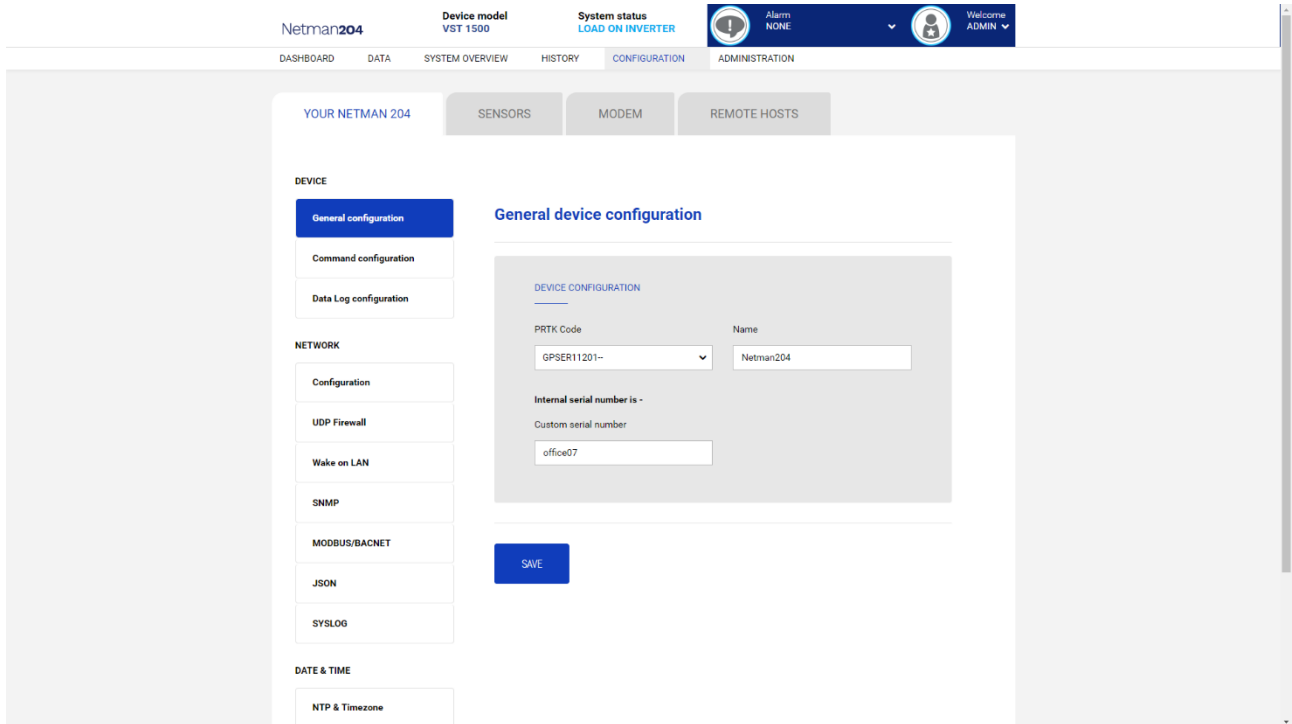 Netman204
Device model
VST 1500
System status
LOAD ON INVERTER
Alarm
NONE
Welcome
ADMIN
DASHBOARD DATA SYSTEM OVERVIEW HISTORY CONFIGURATION ADMINISTRATION
YOUR NETMAN 204 SENSORS MODEM REMOTE HOSTS
DEVICE
General configuration
Command configuration
Data Log configuration
NETWORK
Configuration
UDP Firewall
Wake on LAN
SNMP
MODBUS/BACNET
JSON
SYSLOG
DATE & TIME
NTP & Timezone
General device configuration
DEVICE CONFIGURATION
PRTK Code
GPSER11201--
Name
Netman204
Internal serial number is -
Custom serial number
office07
SAVE